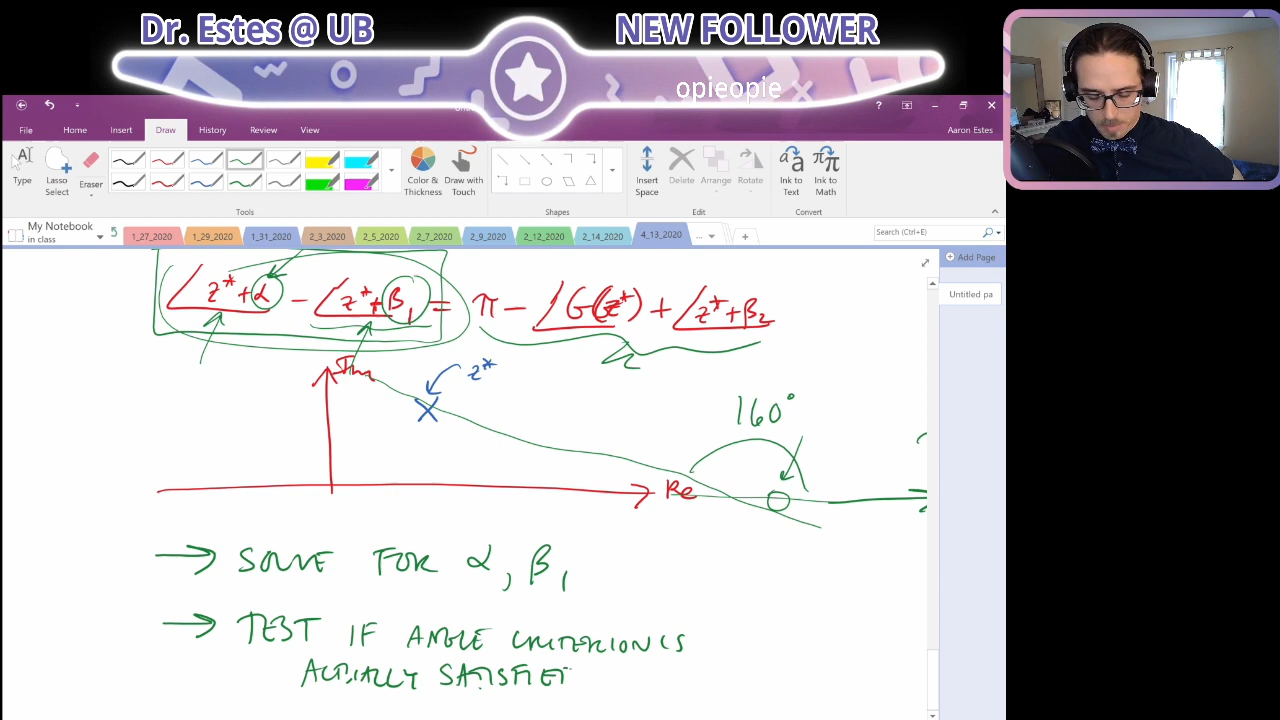 Dr. Estes @ UB
NEW FOLLOWER
opieopie
File Home Insert Draw History Review View
Aaron Estes
Type
Lasso Select
Eraser
Color & Thickness
Draw with Touch
Insert Space
Delete
Arrange
Rotate
Ink to Text
Ink to Math
Tools
Shapes
Edit
Convert
My Notebook
in class
1_27_2020 1_29_2020 1_31_2020 2_3_2020 2_5_2020 2_7_2020 2_9_2020 2_12_2020 2_14_2020 4_13_2020 ...
Search (Ctrl+E)
Add Page
Untitled pa
∠z*+α - ∠z*+β₁ = π - ∠G(z*) + ∠z*+β₂
Im
z*
160°
Re
→ SOLVE FOR α, β₁
→ TEST IF ANGLE CRITERION IS
ACTUALLY SATISFIED